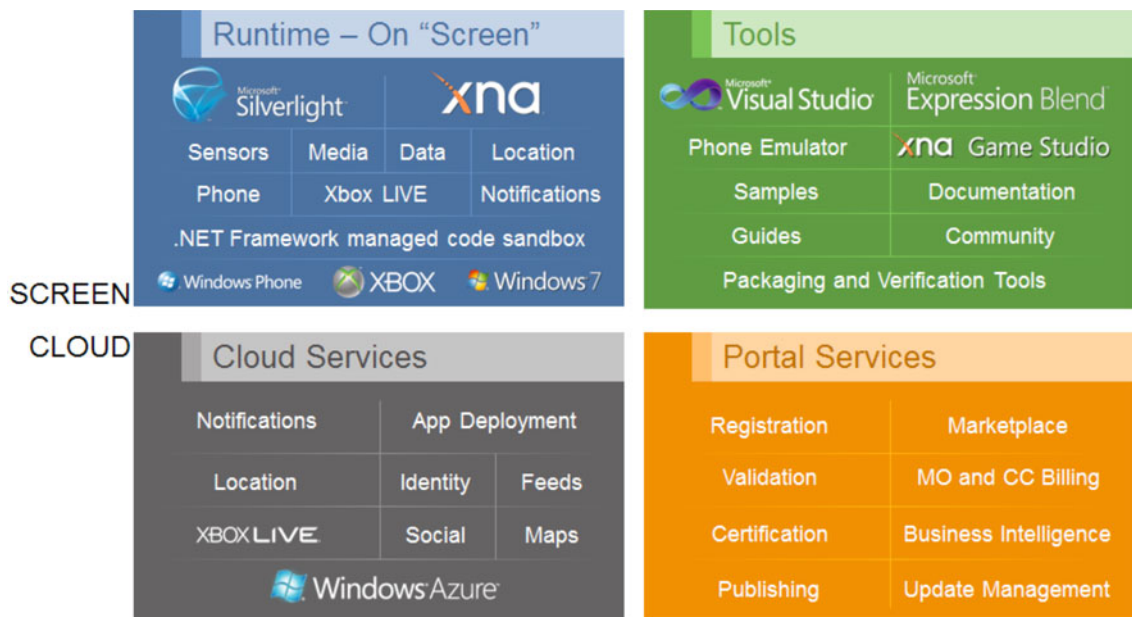 Runtime – On “Screen”
Microsoft® Silverlight™ xna
Sensors Media Data Location
Phone Xbox LIVE Notifications
.NET Framework managed code sandbox
Windows Phone XBOX Windows 7
Tools
Microsoft® Visual Studio® Microsoft® Expression Blend™
Phone Emulator xna Game Studio
Samples Documentation
Guides Community
Packaging and Verification Tools
SCREEN
CLOUD
Cloud Services
Notifications App Deployment
Location Identity Feeds
XBOX LIVE Social Maps
Windows® Azure™
Portal Services
Registration Marketplace
Validation MO and CC Billing
Certification Business Intelligence
Publishing Update Management